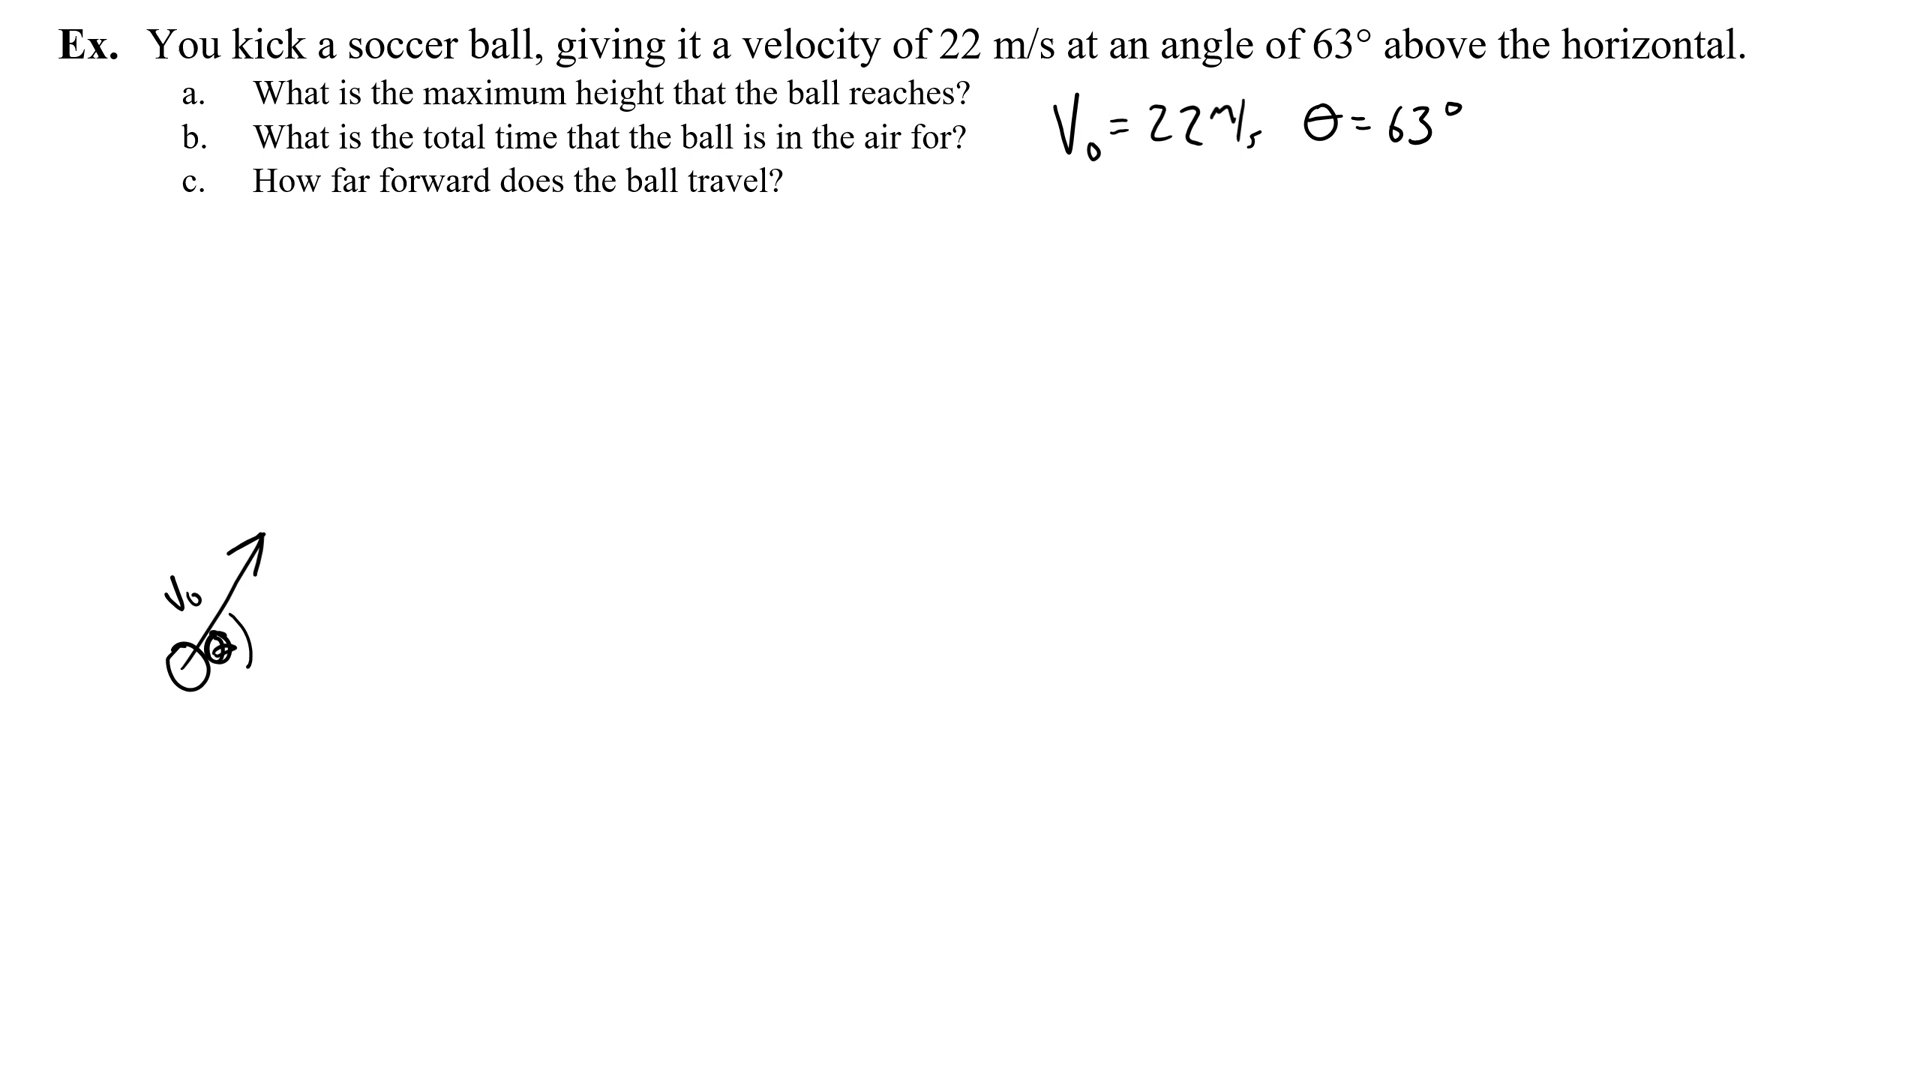 Ex. You kick a soccer ball, giving it a velocity of 22 m/s at an angle of 63° above the horizontal.
a. What is the maximum height that the ball reaches?
V₀ = 22 m/s θ = 63°
b. What is the total time that the ball is in the air for?
c. How far forward does the ball travel?
V₀